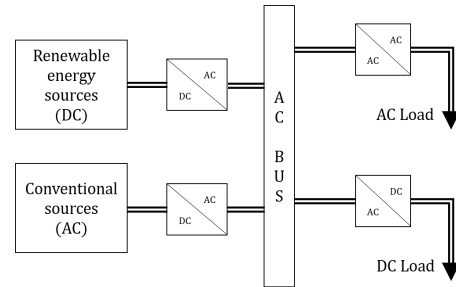 Renewable
energy
sources
(DC)
AC
DC
A
C
B
U
S
AC
AC
AC Load
Conventional
sources
(AC)
AC
DC
DC
AC
DC Load